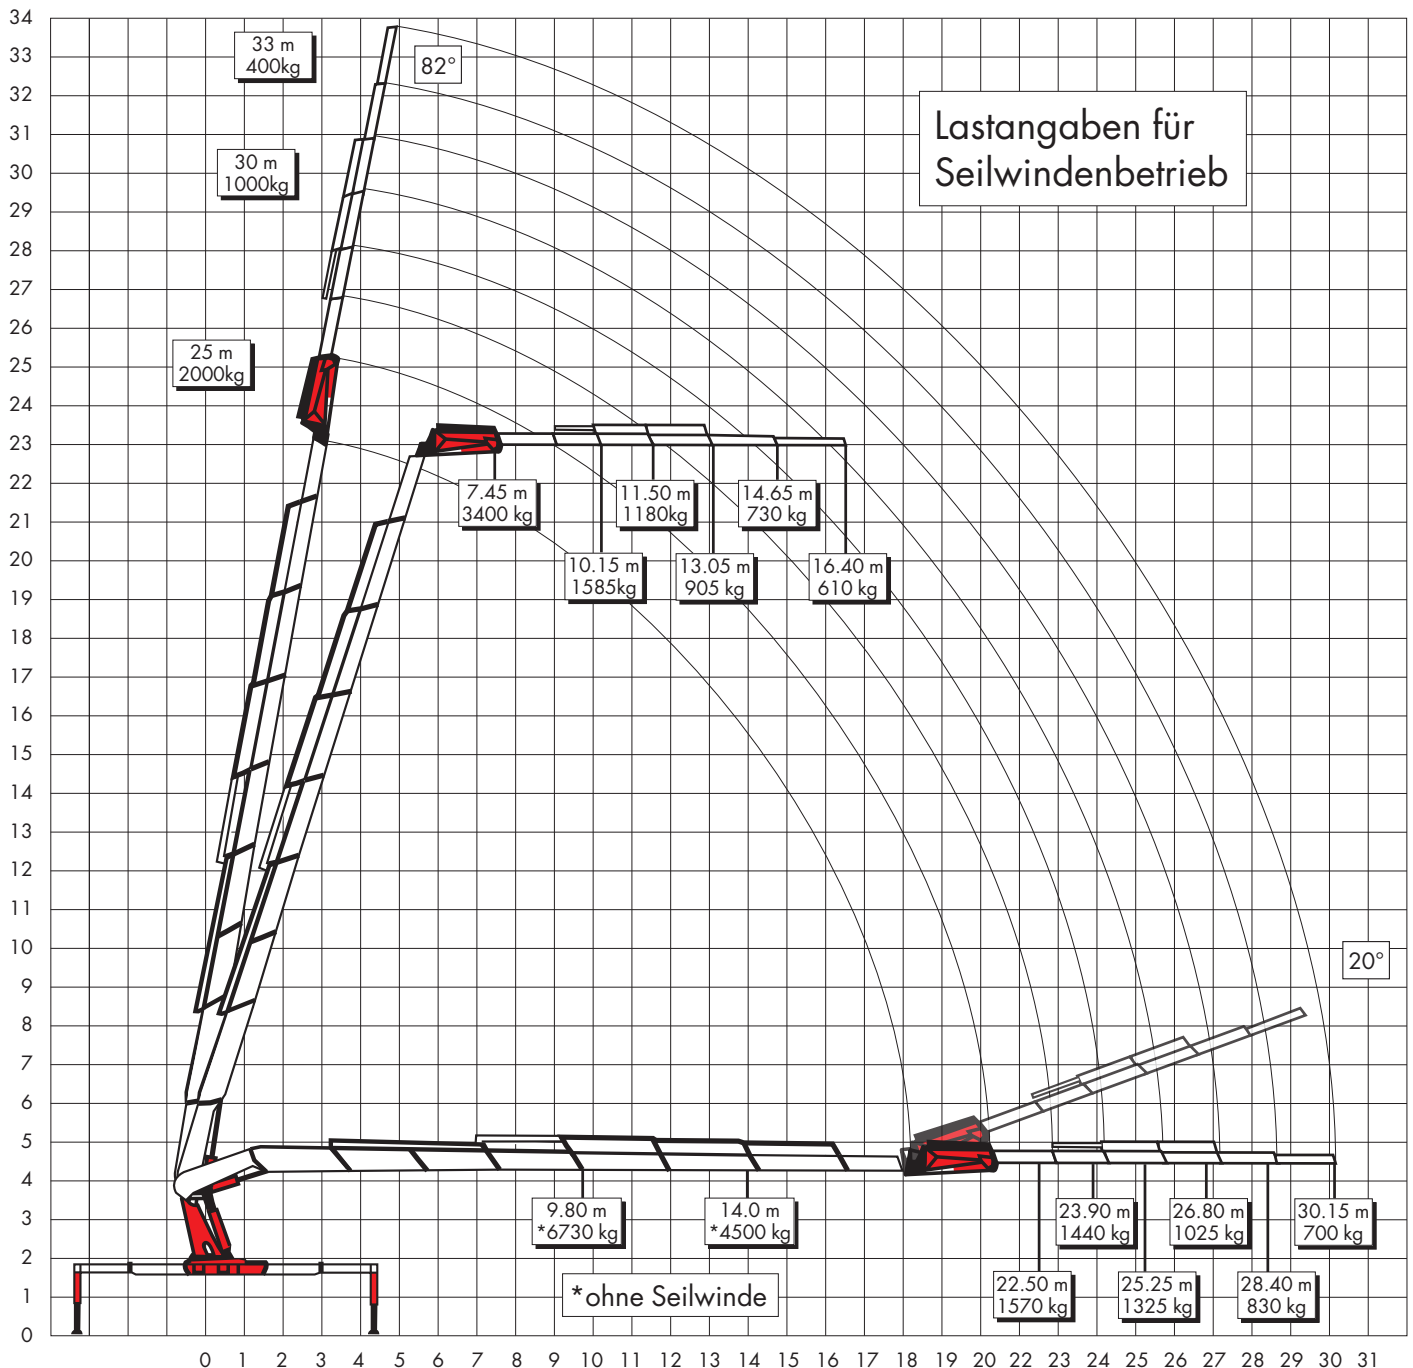 34
33
32
31
30
29
28
27
26
25
24
23
22
21
20
19
18
17
16
15
14
13
12
11
10
9
8
7
6
5
4
3
2
1
0
33 m
400kg
82°
30 m
1000kg
25 m
2000kg
Lastangaben für
Seilwindenbetrieb
7.45 m
3400 kg
11.50 m
1180kg
14.65 m
730 kg
10.15 m
1585kg
13.05 m
905 kg
16.40 m
610 kg
20°
9.80 m
*6730 kg
14.0 m
*4500 kg
23.90 m
1440 kg
26.80 m
1025 kg
30.15 m
700 kg
22.50 m
1570 kg
25.25 m
1325 kg
28.40 m
830 kg
*ohne Seilwinde
0 1 2 3 4 5 6 7 8 9 10 11 12 13 14 15 16 17 18 19 20 21 22 23 24 25 26 27 28 29 30 31